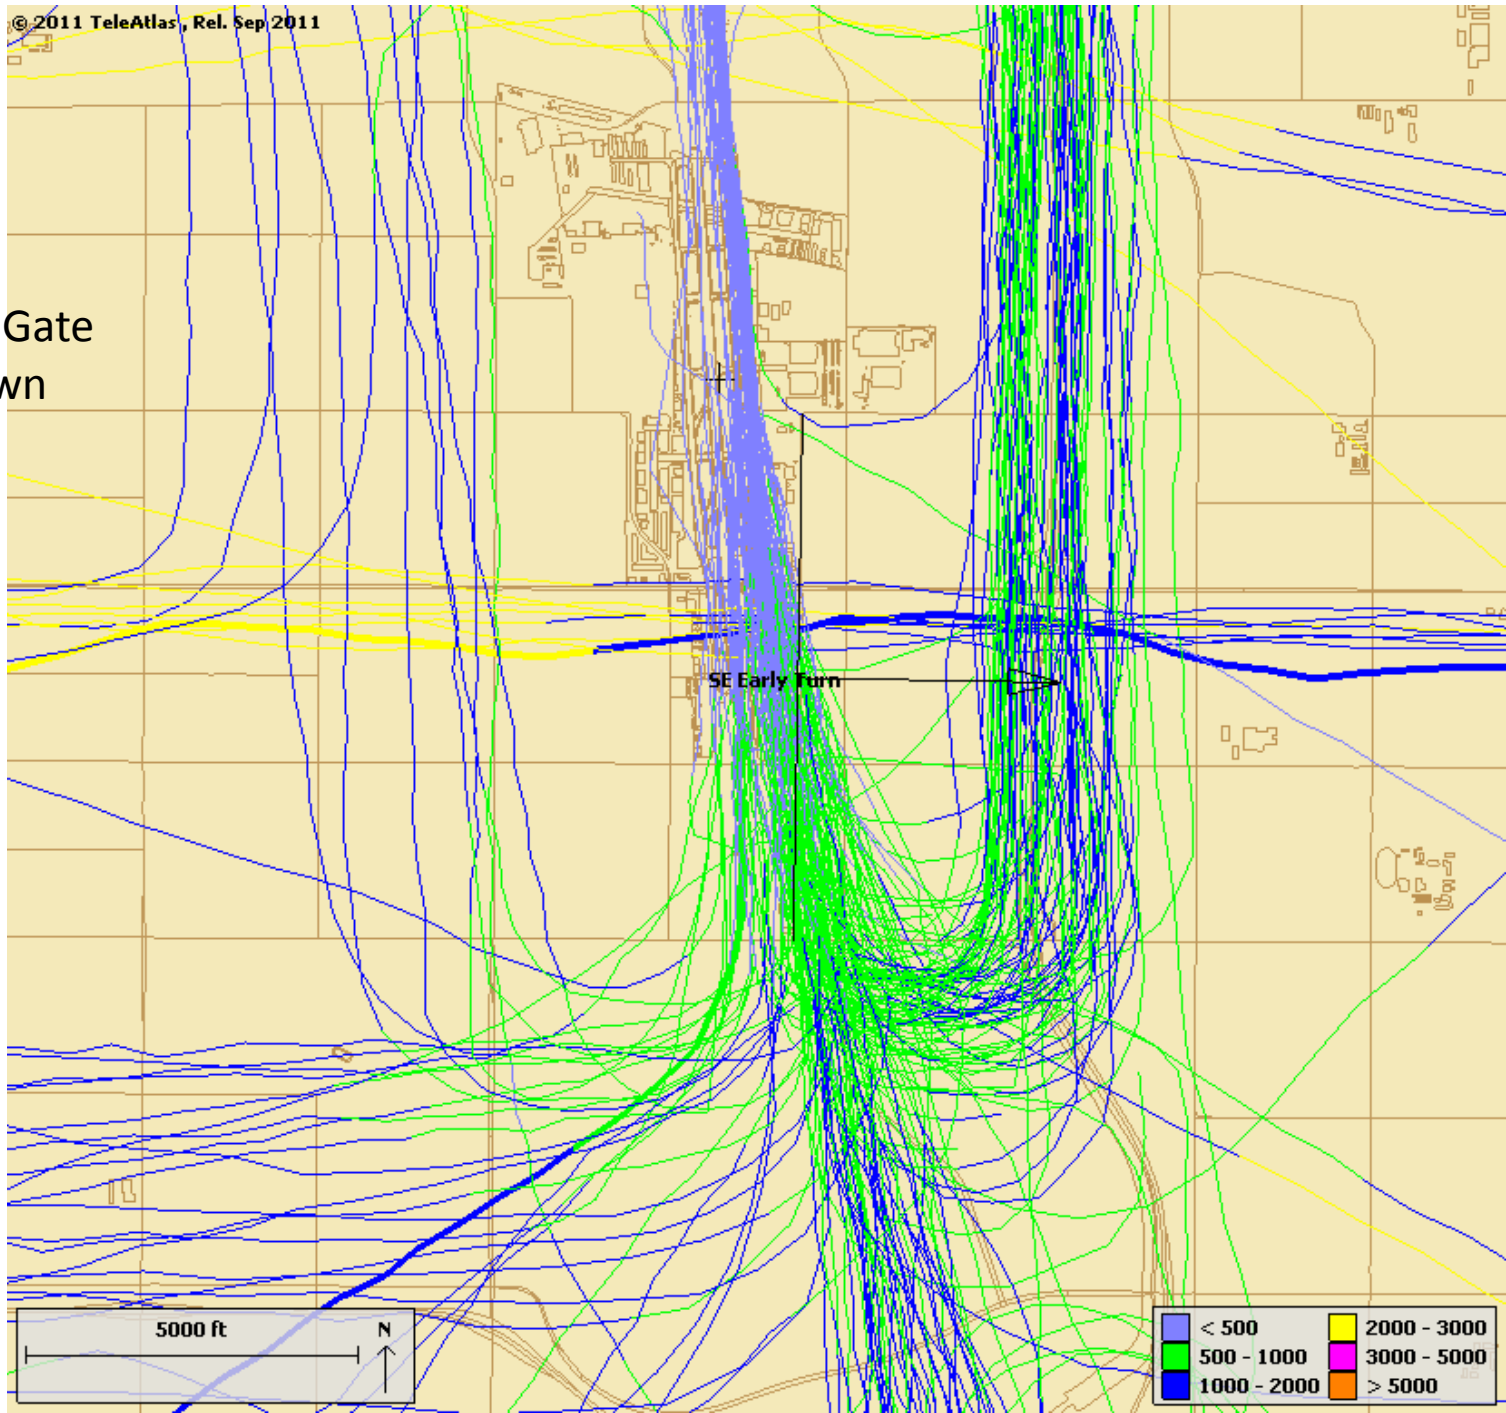 © 2011 TeleAtlas , Rel. Sep 2011
Gate
wn
SE Early Turn
5000 ft
N
< 500
500 - 1000
1000 - 2000
2000 - 3000
3000 - 5000
> 5000